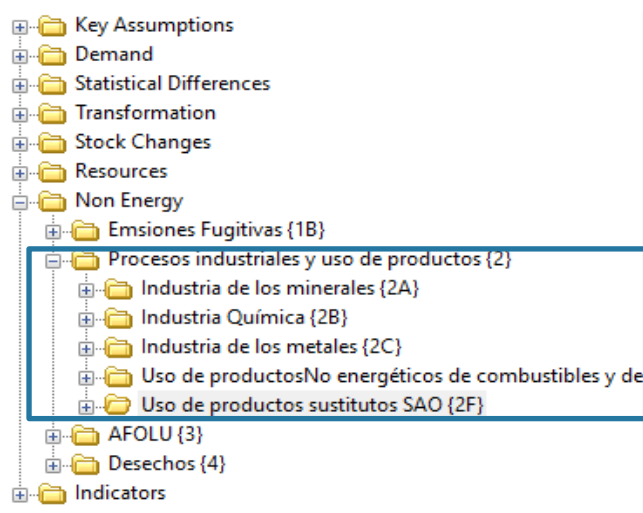 Key Assumptions
Demand
Statistical Differences
Transformation
Stock Changes
Resources
Non Energy
Emsiones Fugitivas {1B}
Procesos industriales y uso de productos {2}
Industria de los minerales {2A}
Industria Química {2B}
Industria de los metales {2C}
Uso de productosNo energéticos de combustibles y de
Uso de productos sustitutos SAO {2F}
AFOLU {3}
Desechos {4}
Indicators